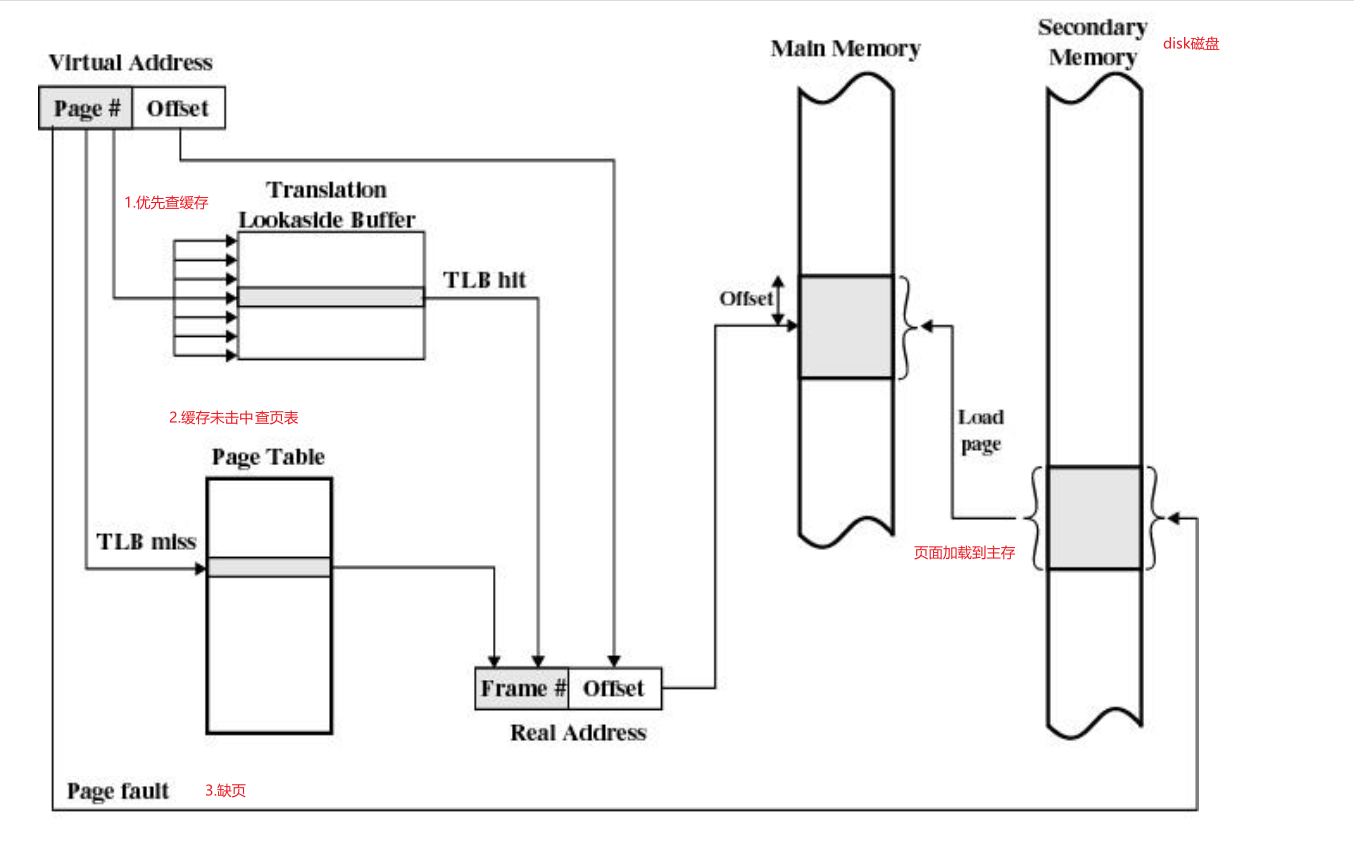 Virtual Address
Page #
Offset
1.优先查缓存
Translation
Lookaside Buffer
TLB hit
2.缓存未击中查页表
Page Table
TLB miss
Frame #
Offset
Real Address
Page fault
3.缺页
Main Memory
Offset
Load
page
页面加载到主存
Secondary
Memory
disk磁盘